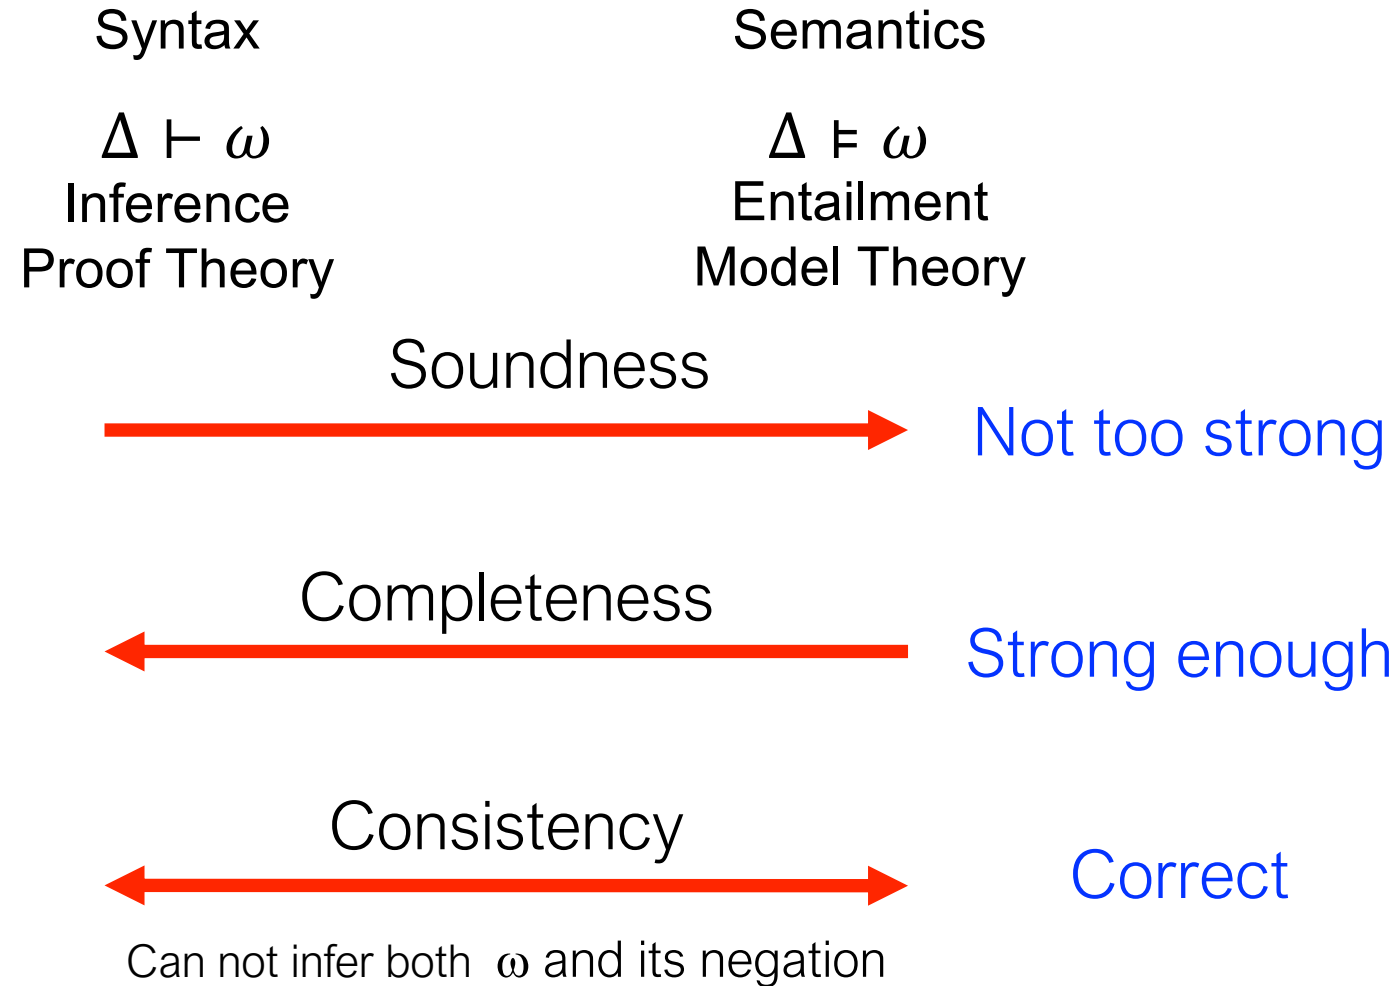 Syntax Semantics
Δ ⊢ ω Δ ⊧ ω
Inference Entailment
Proof Theory Model Theory
Soundness
Not too strong
Completeness
Strong enough
Consistency
Correct
Can not infer both ω and its negation